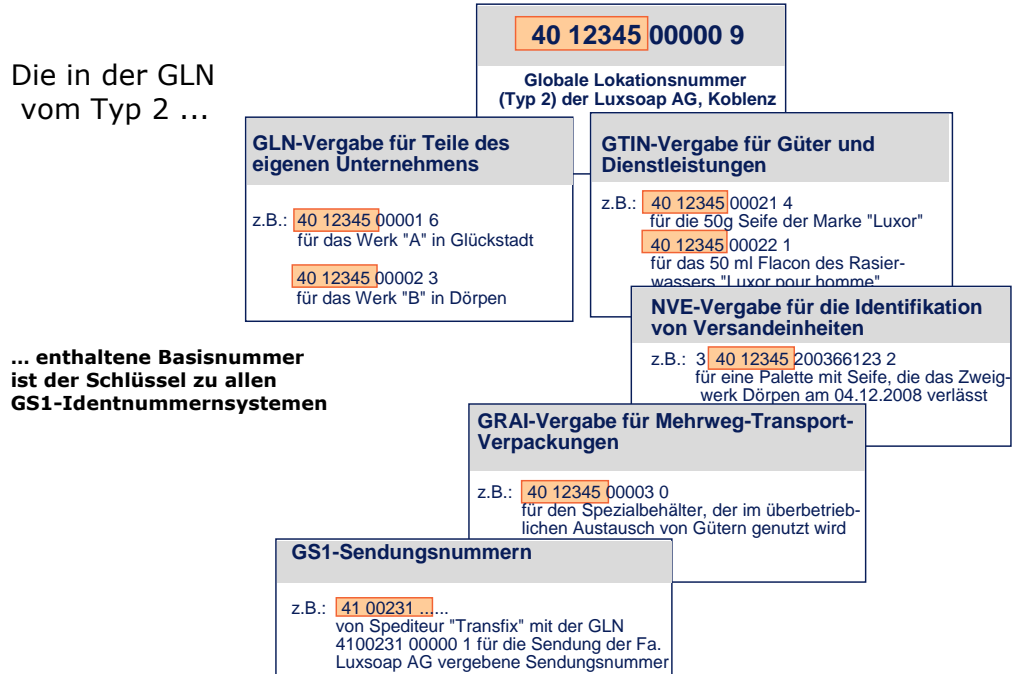 Die in der GLN
vom Typ 2 ...
40 12345 00000 9
Globale Lokationsnummer
(Typ 2) der Luxsoap AG, Koblenz
GLN-Vergabe für Teile des
eigenen Unternehmens
z.B.: 40 12345 00001 6
für das Werk "A" in Glückstadt
40 12345 00002 3
für das Werk "B" in Dörpen
GTIN-Vergabe für Güter und
Dienstleistungen
z.B.: 40 12345 00021 4
für die 50g Seife der Marke "Luxor"
40 12345 00022 1
für das 50 ml Flacon des Rasier-
wassers "Luxor pour homme"
NVE-Vergabe für die Identifikation
von Versandeinheiten
z.B.: 3 40 12345 200366123 2
für eine Palette mit Seife, die das Zweig-
werk Dörpen am 04.12.2008 verlässt
... enthaltene Basisnummer
ist der Schlüssel zu allen
GS1-Identnummernsystemen
GRAI-Vergabe für Mehrweg-Transport-
Verpackungen
z.B.: 40 12345 00003 0
für den Spezialbehälter, der im überbetrieb-
lichen Austausch von Gütern genutzt wird
GS1-Sendungsnummern
z.B.: 41 00231 ......
von Spediteur "Transfix" mit der GLN
4100231 00000 1 für die Sendung der Fa.
Luxsoap AG vergebene Sendungsnummer